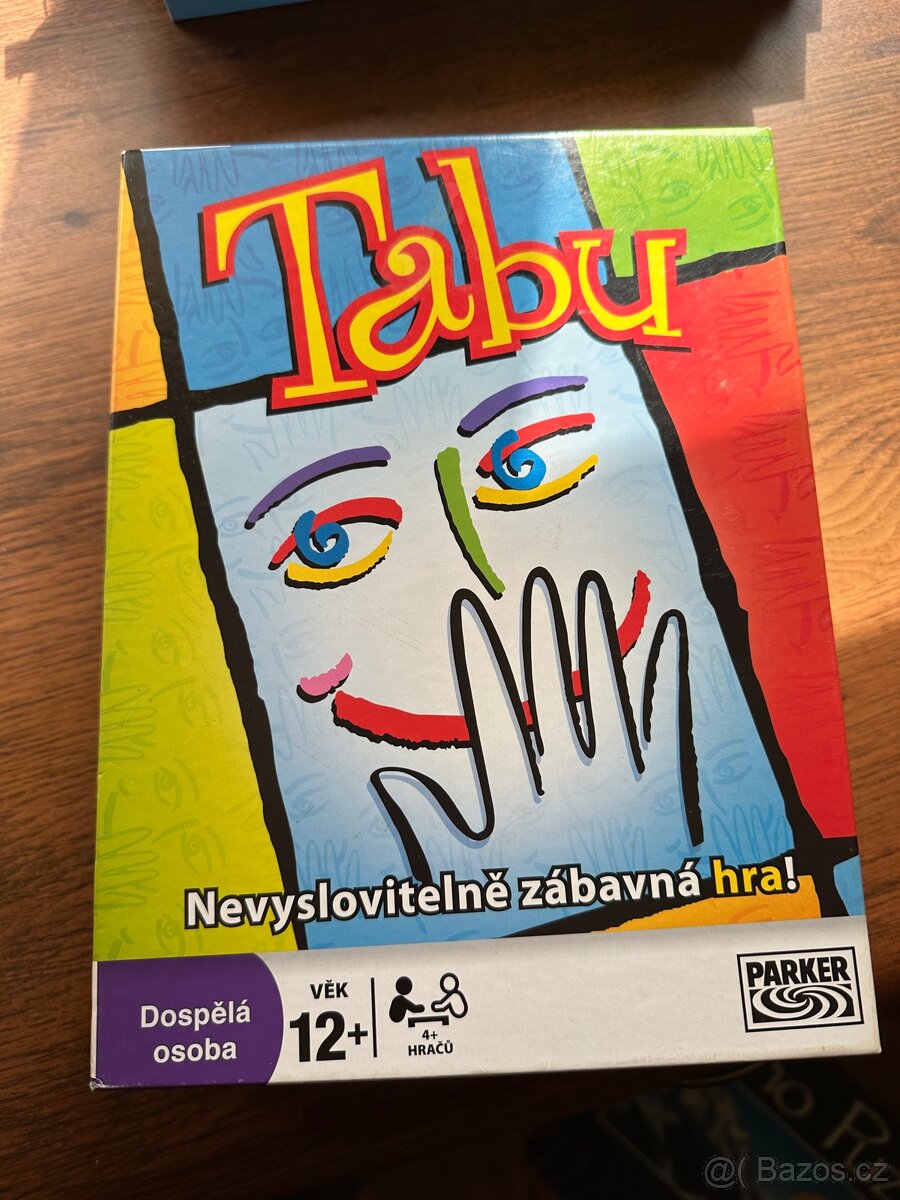 Tabu
Nevyslovitelně zábavná hra!
Dospělá
osoba
VĚK
12+
4+
HRAČŮ
PARKER
@( Bazos.cz